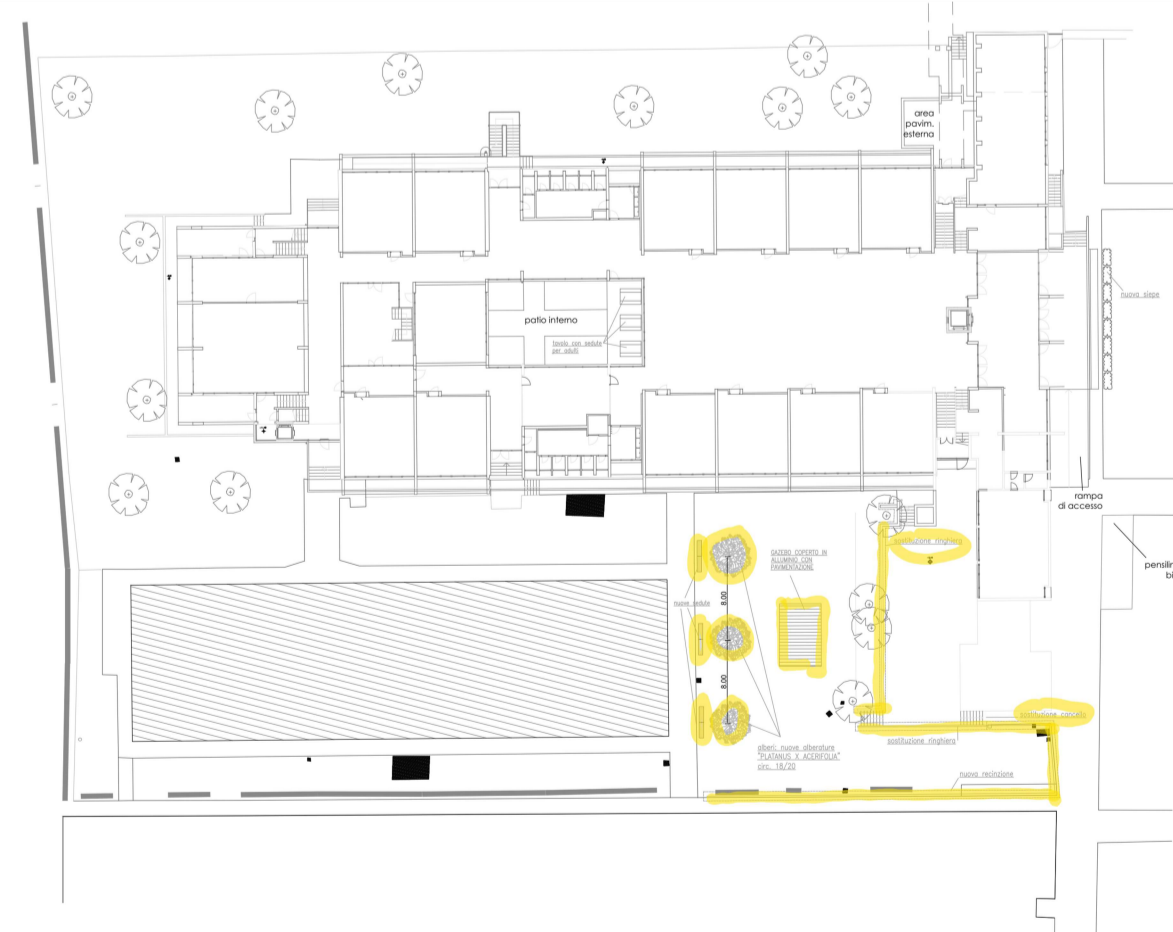 area
pavim.
esterna
nuova siepe
patio interno
tavolo con sedute
per adulti
rampa
di accesso
sostituzione ringhiera
GAZEBO COPERTO IN
ALLUMINIO CON
PAVIMENTAZIONE
nuove sedute
8.00
8.00
sostituzione cancello
sostituzione ringhiera
alberi: nuove alberature
"PLATANUS X ACERIFOLIA"
circ. 18/20
nuova recinzione